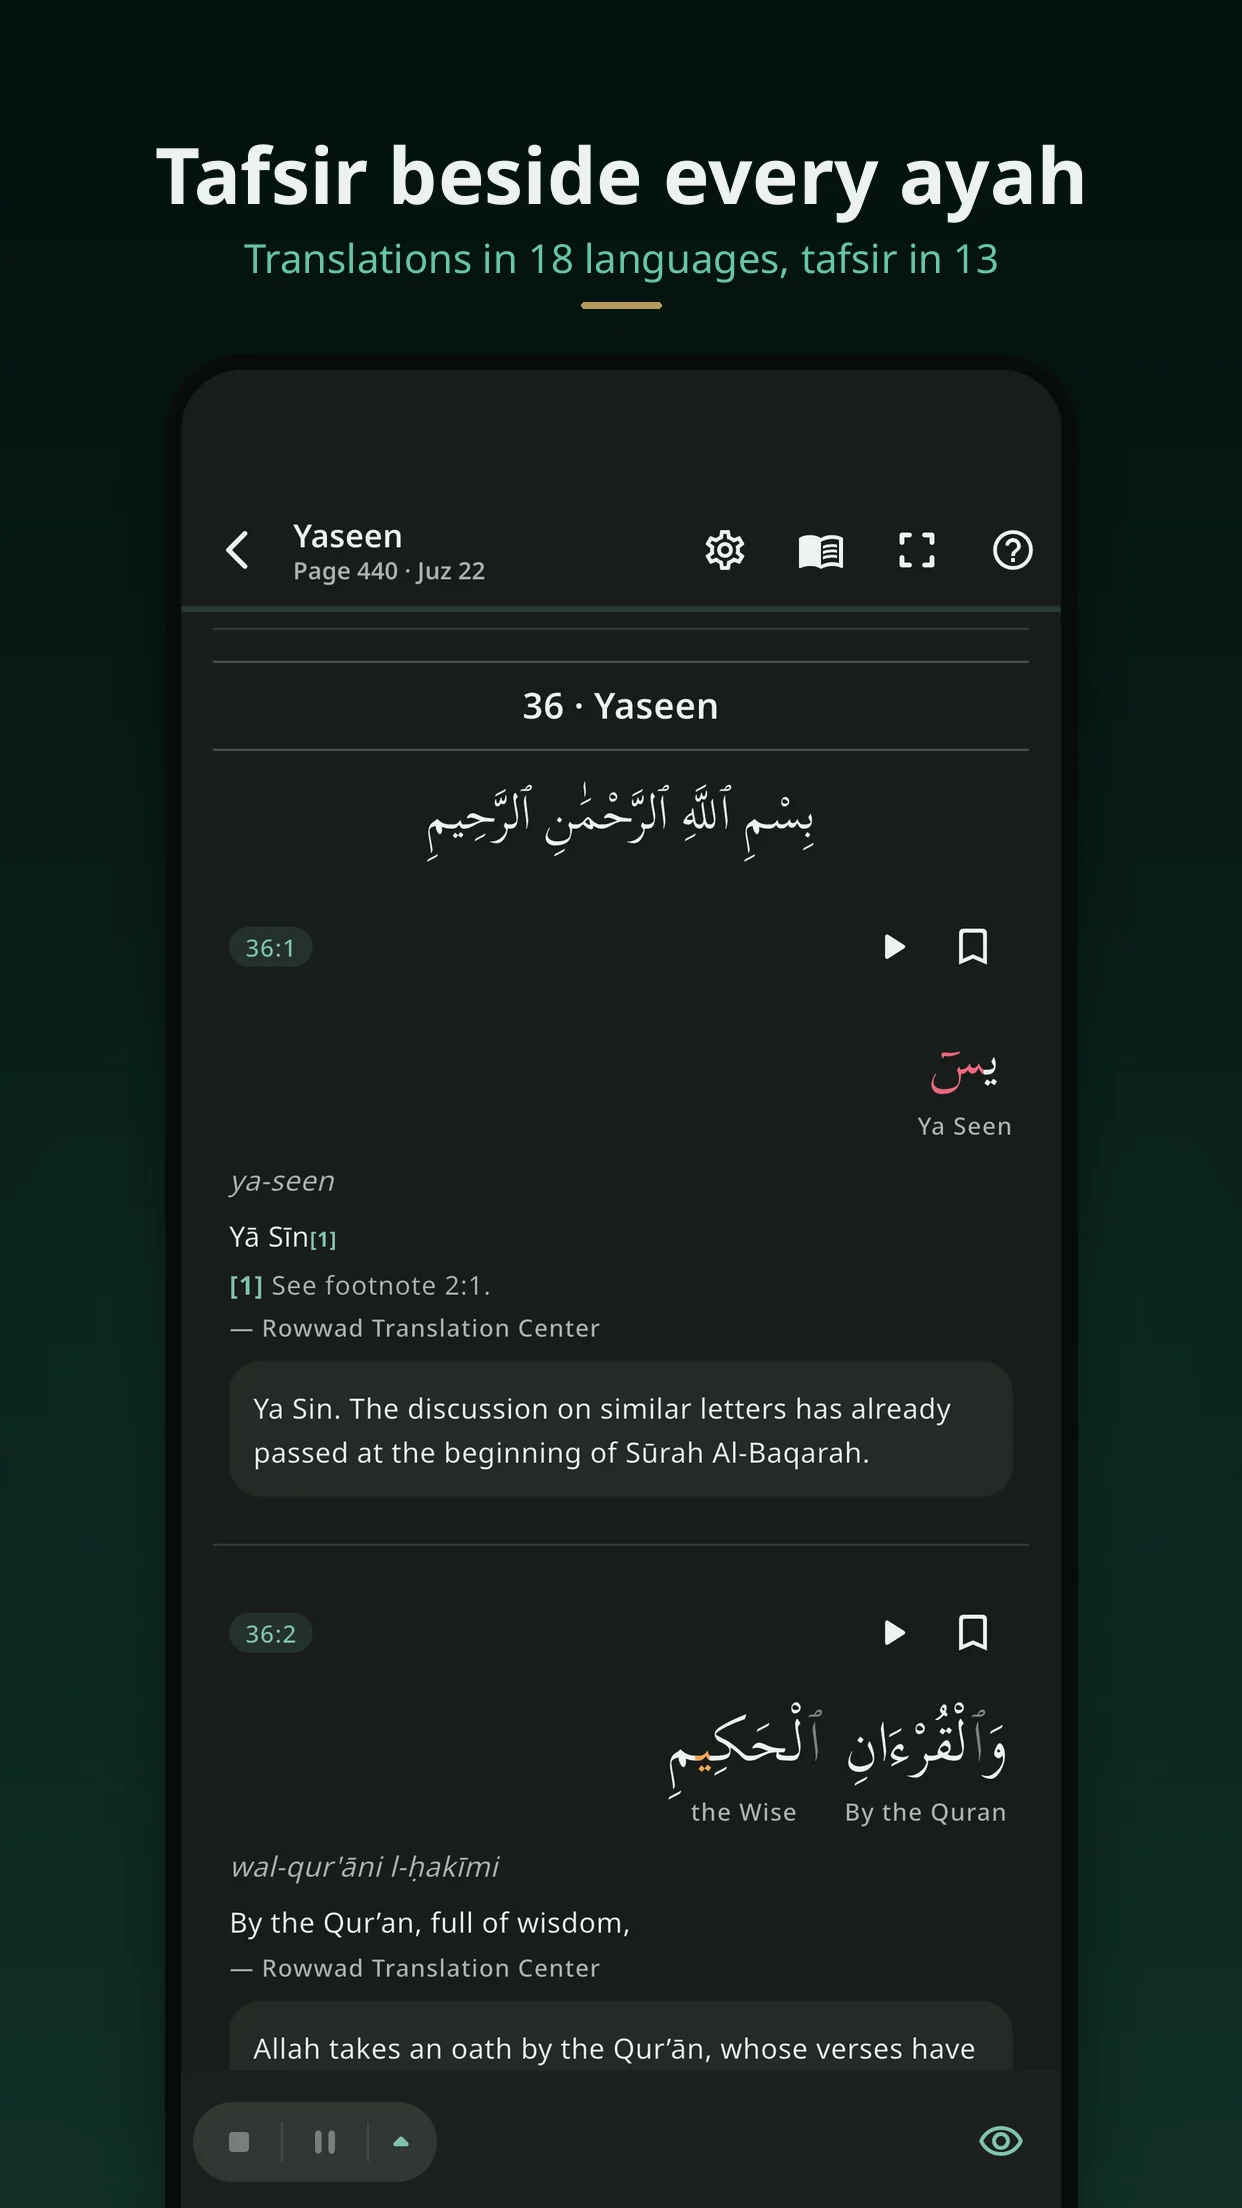 Tafsir beside every ayah
Translations in 18 languages, tafsir in 13
Yaseen
Page 440 · Juz 22
36 · Yaseen
بِسْمِ ٱللَّهِ ٱلرَّحْمَٰنِ ٱلرَّحِيمِ
36:1
يسٓ
Ya Seen
ya-seen
Yā Sīn[1]
[1] See footnote 2:1.
— Rowwad Translation Center
Ya Sin. The discussion on similar letters has already
passed at the beginning of Sūrah Al-Baqarah.
36:2
وَٱلْقُرْءَانِ ٱلْحَكِيمِ
the Wise By the Quran
wal-qur'āni l-ḥakīmi
By the Qur’an, full of wisdom,
— Rowwad Translation Center
Allah takes an oath by the Qur’ān, whose verses have